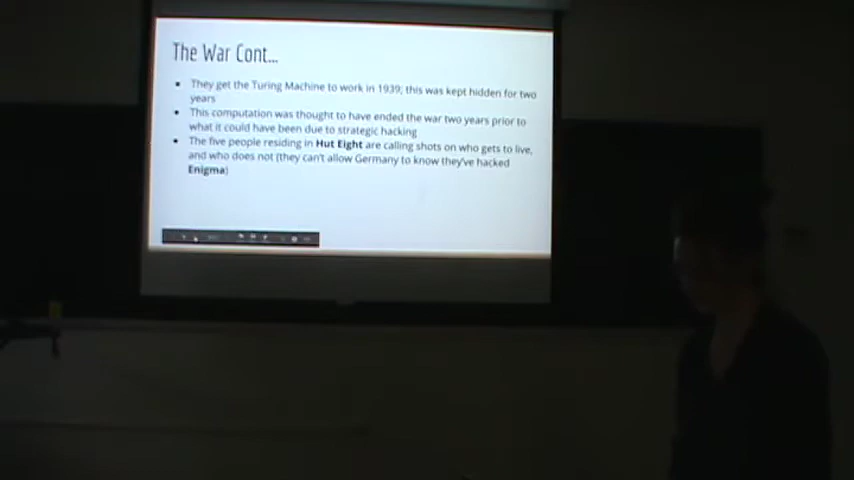 The War Cont...
They get the Turing Machine to work in 1939; this was kept hidden for two
years
This computation was thought to have ended the war two years prior to
what it could have been due to strategic hacking
The five people residing in Hut Eight are calling shots on who gets to live,
and who does not (they can't allow Germany to know they've hacked
Enigma)